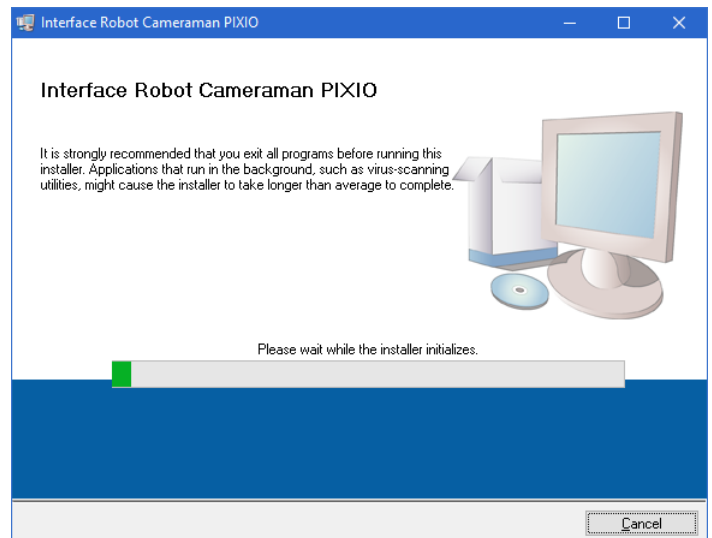 Interface Robot Cameraman PIXIO
Interface Robot Cameraman PIXIO
It is strongly recommended that you exit all programs before running this
installer. Applications that run in the background, such as virus-scanning
utilities, might cause the installer to take longer than average to complete.
Please wait while the installer initializes.
Cancel